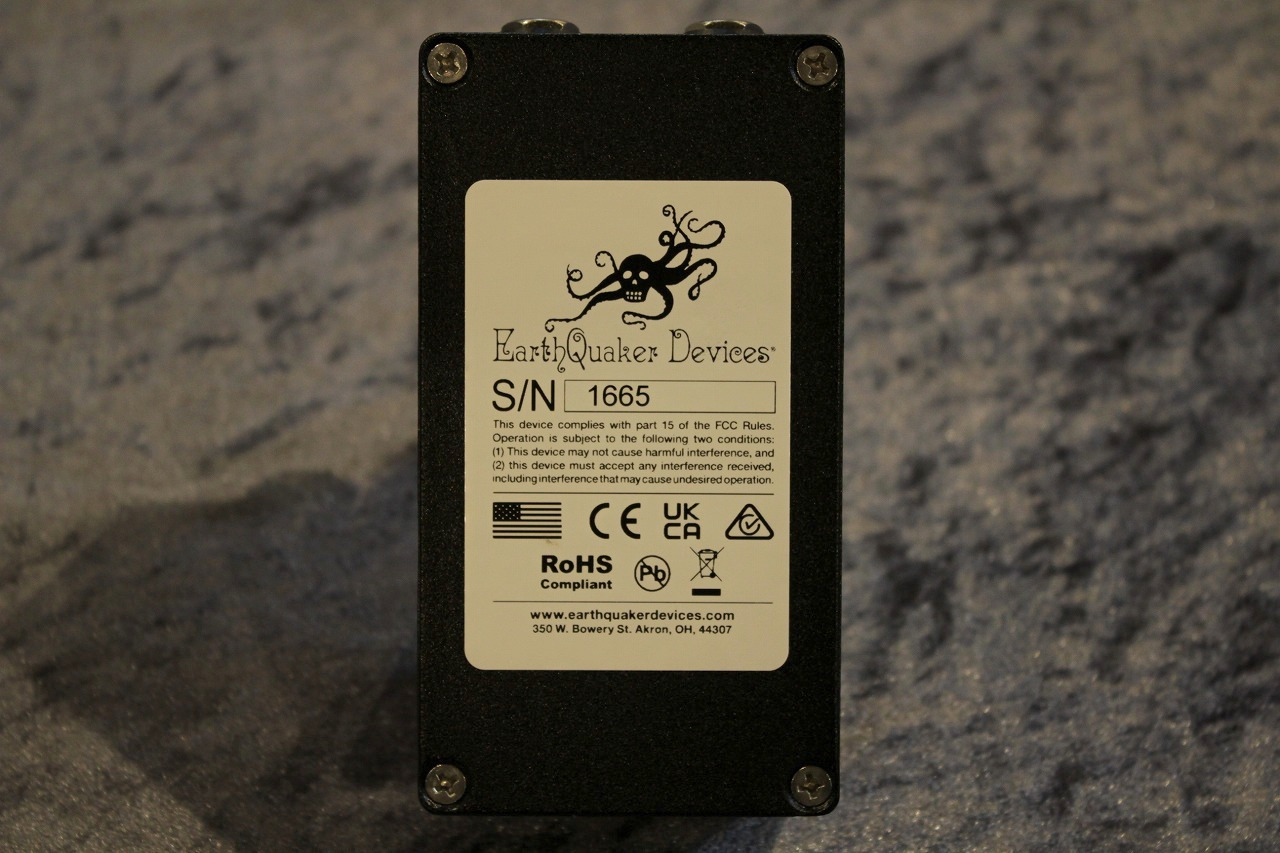 EarthQuaker Devices®
S/N 1665
This device complies with part 15 of the FCC Rules.
Operation is subject to the following two conditions:
(1) This device may not cause harmful interference, and
(2) this device must accept any interference received,
including interference that may cause undesired operation.
CE UK CA
RoHS
Compliant
Pb
www.earthquakerdevices.com
350 W. Bowery St. Akron, OH, 44307